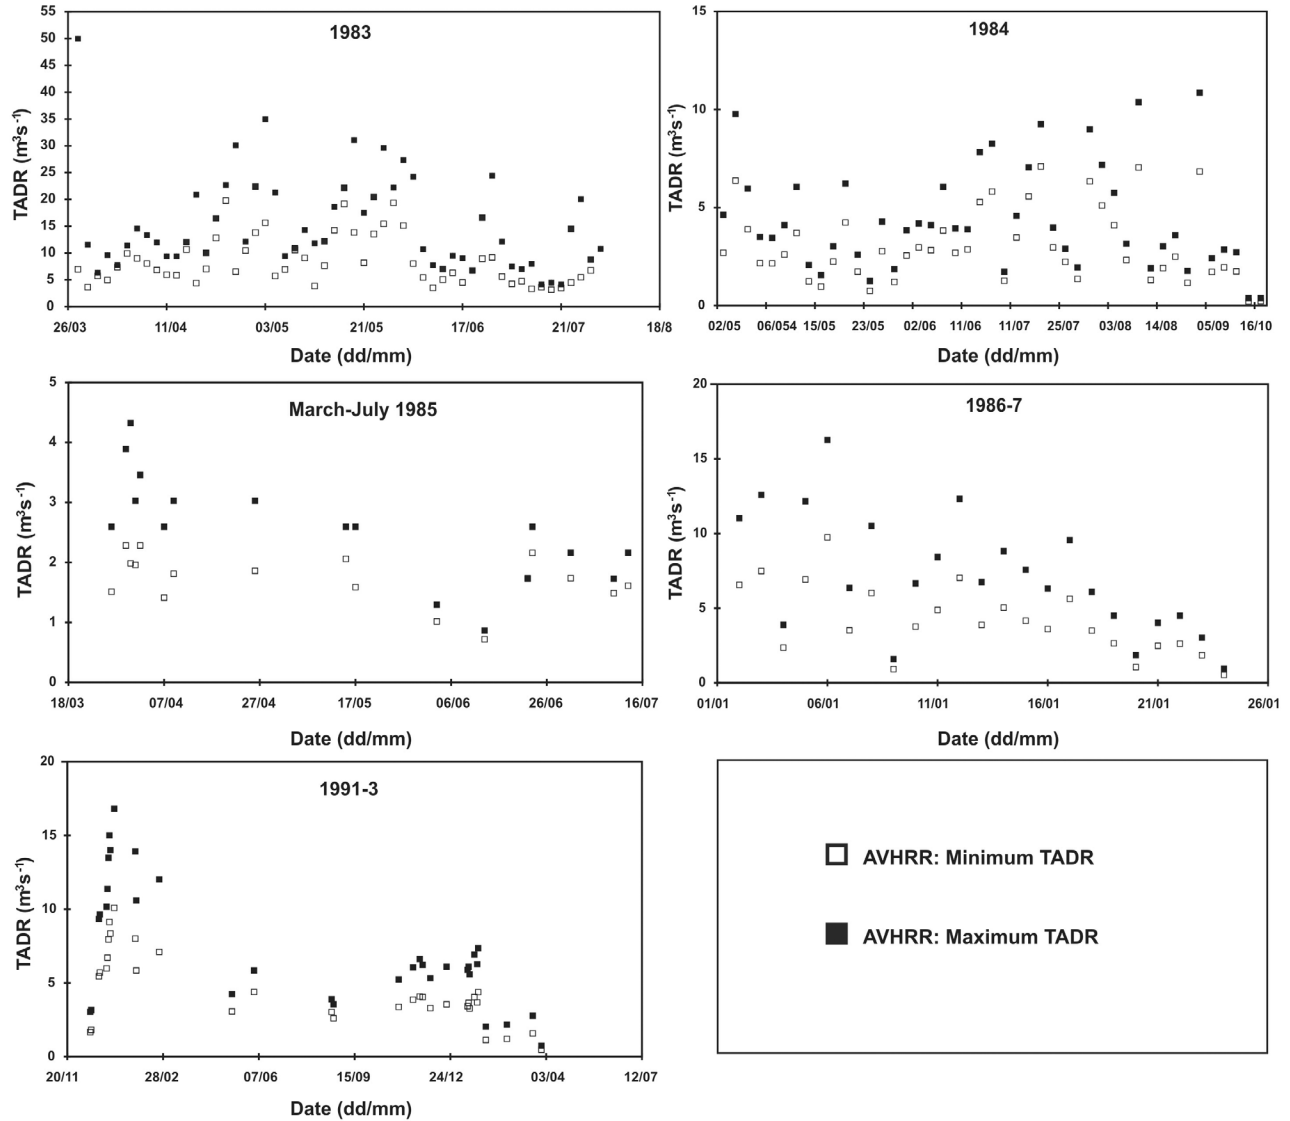 1983
55
50
45
40
35
30
25
20
15
10
5
0
TADR (m³s⁻¹)
26/03 11/04 03/05 21/05 17/06 21/07 18/8
Date (dd/mm)
1984
15
10
5
0
TADR (m³s⁻¹)
02/05 06/054 15/05 23/05 02/06 11/06 11/07 25/07 03/08 14/08 05/09 16/10
Date (dd/mm)
March-July 1985
5
4
3
2
1
0
TADR (m³s⁻¹)
18/03 07/04 27/04 17/05 06/06 26/06 16/07
Date (dd/mm)
1986-7
20
15
10
5
0
TADR (m³s⁻¹)
01/01 06/01 11/01 16/01 21/01 26/01
Date (dd/mm)
1991-3
20
15
10
5
0
TADR (m³s⁻¹)
20/11 28/02 07/06 15/09 24/12 03/04 12/07
Date (dd/mm)
AVHRR: Minimum TADR
AVHRR: Maximum TADR